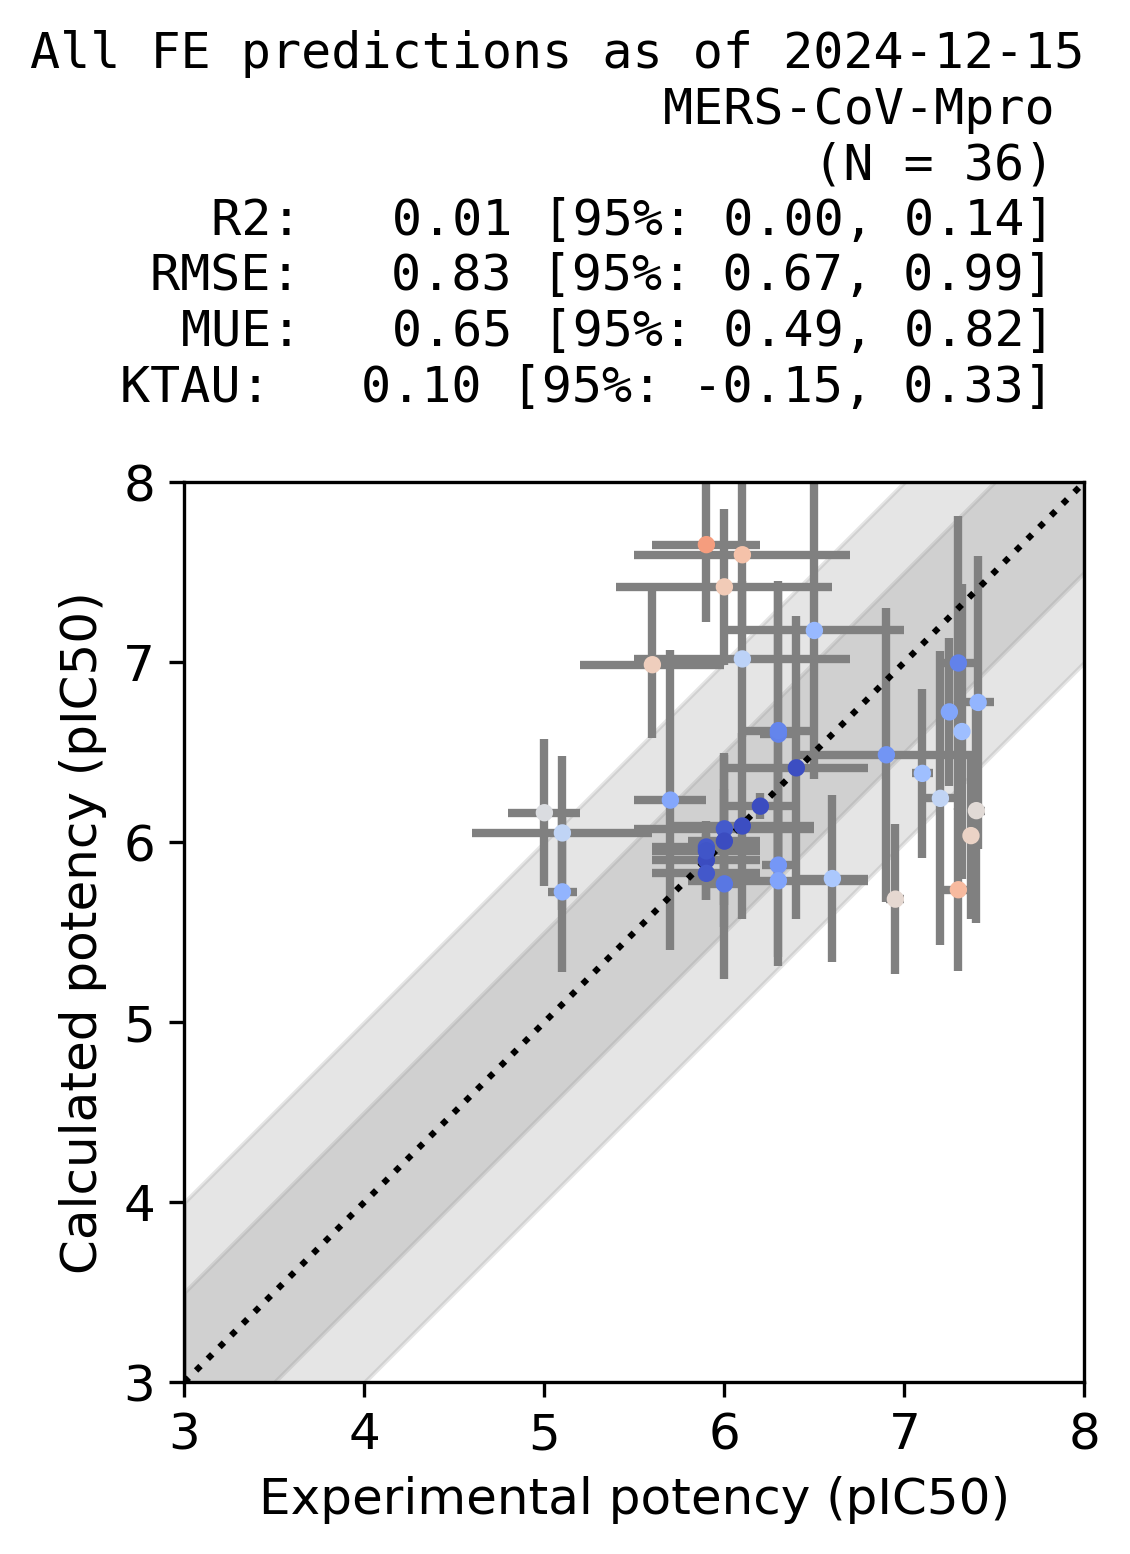 All FE predictions as of 2024-12-15
MERS-CoV-Mpro
(N = 36)
R2: 0.01 [95%: 0.00, 0.14]
RMSE: 0.83 [95%: 0.67, 0.99]
MUE: 0.65 [95%: 0.49, 0.82]
KTAU: 0.10 [95%: -0.15, 0.33]
8
7
6
5
4
3
Calculated potency (pIC50)
3 4 5 6 7 8
Experimental potency (pIC50)